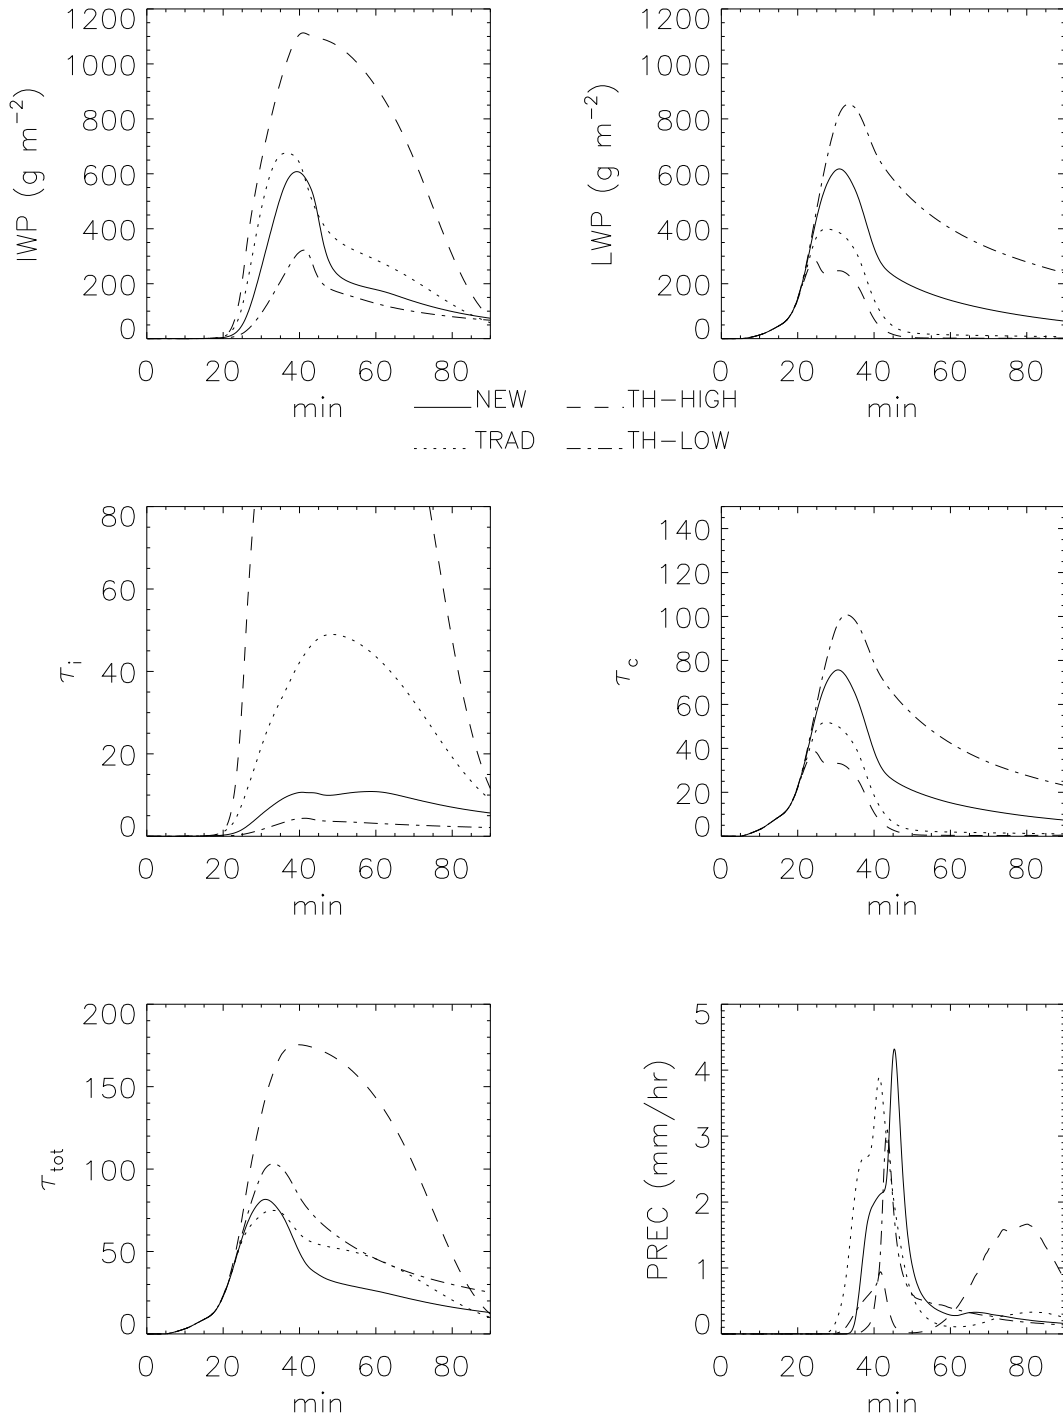 1200
1000
800
600
400
200
0
IWP (g m⁻²)
0 20 40 60 80
min
1200
1000
800
600
400
200
0
LWP (g m⁻²)
0 20 40 60 80
min
NEW
TH−HIGH
TRAD
TH−LOW
80
60
40
20
0
τi
0 20 40 60 80
min
140
120
100
80
60
40
20
0
τc
0 20 40 60 80
min
200
150
100
50
0
τtot
0 20 40 60 80
min
5
4
3
2
1
0
PREC (mm/hr)
0 20 40 60 80
min